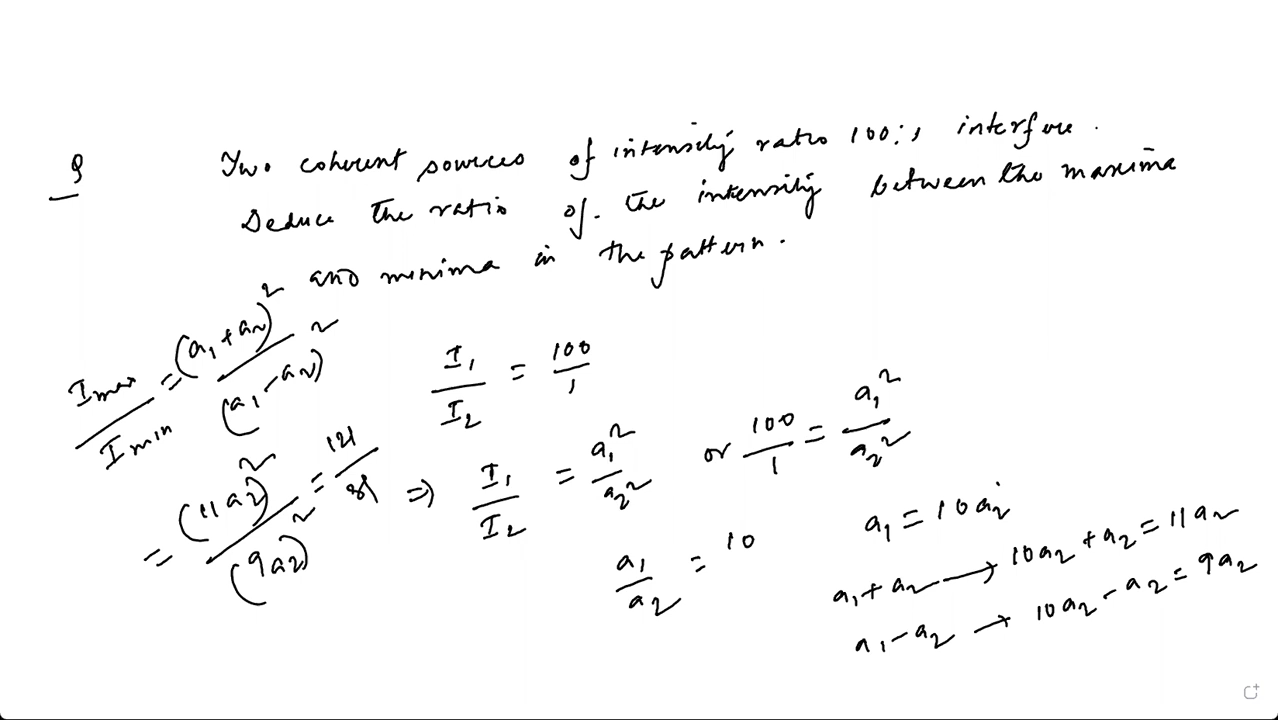 Q Two coherent sources of intensity ratio 100:1 interfere.
Deduce the ratio of the intensity between the maxima
and minima in the pattern.
I1/I2 = 100/1
⇒ I1/I2 = a1²/a2² or 100/1 = a1²/a2²
a1/a2 = 10
a1 = 10a2
a1 + a2 → 10a2 + a2 = 11a2
a1 - a2 → 10a2 - a2 = 9a2
Imax/Imin = (a1 + a2)²/(a1 - a2)²
= (11a2)²/(9a2)² = 121/81